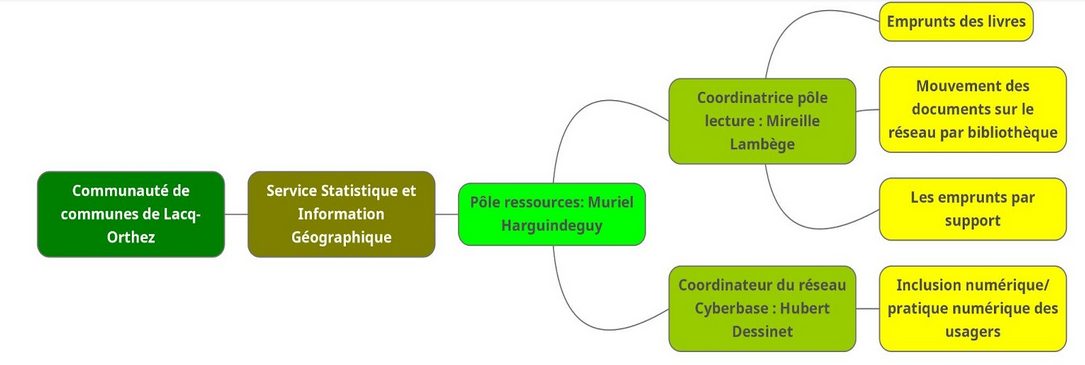 Communauté de
communes de Lacq-
Orthez
Service Statistique et
Information
Géographique
Pôle ressources: Muriel
Harguindeguy
Coordinatrice pôle
lecture : Mireille
Lambège
Emprunts des livres
Mouvement des
documents sur le
réseau par bibliothèque
Les emprunts par
support
Coordinateur du réseau
Cyberbase : Hubert
Dessinet
Inclusion numérique/
pratique numérique des
usagers